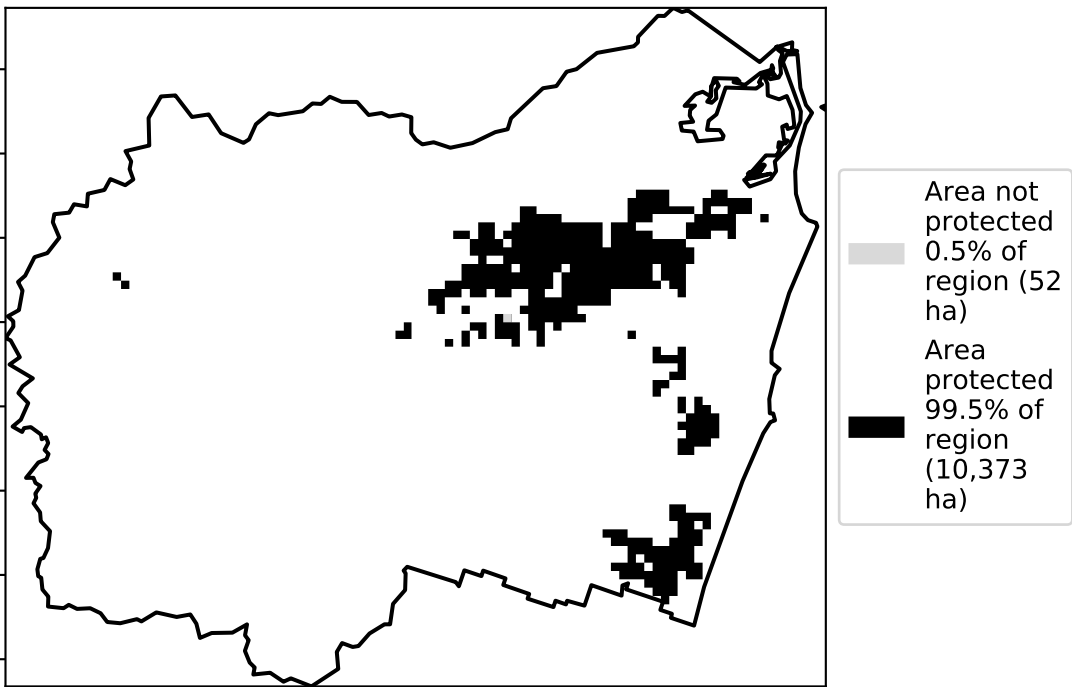 Area not
protected
0.5% of
region (52
ha)
Area
protected
99.5% of
region
(10,373
ha)